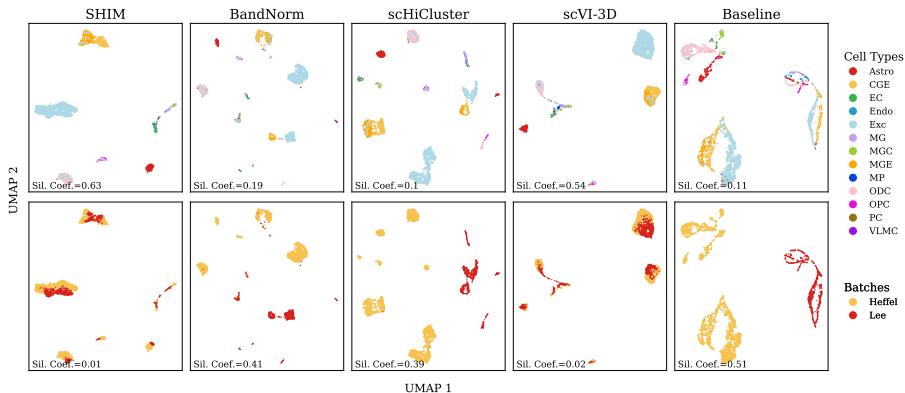 SHIM
BandNorm
scHiCluster
scVI-3D
Baseline
Sil. Coef.=0.63
Sil. Coef.=0.19
Sil. Coef.=0.1
Sil. Coef.=0.54
Sil. Coef.=0.11
Cell Types
Astro
CGE
EC
Endo
Exc
MG
MGC
MGE
MP
ODC
OPC
PC
VLMC
UMAP 2
Sil. Coef.=0.01
Sil. Coef.=0.41
Sil. Coef.=0.39
Sil. Coef.=0.02
Sil. Coef.=0.51
Batches
Heffel
Lee
UMAP 1